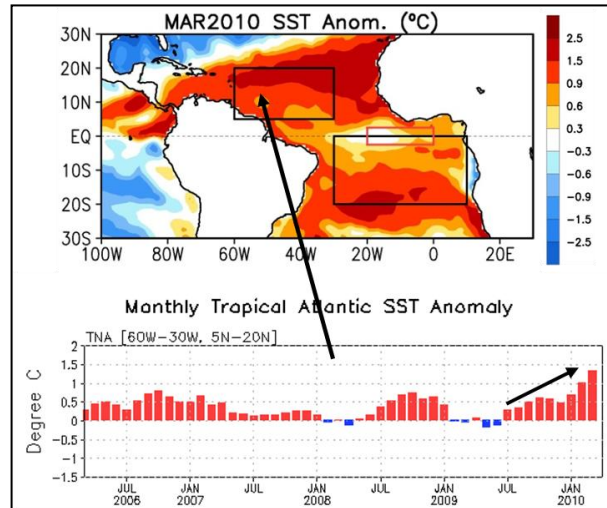 MAR2010 SST Anom. (°C)
30N
20N
10N
EQ
10S
20S
30S
100W 80W 60W 40W 20W 0 20E
2.5
1.5
0.9
0.6
0.3
-0.3
-0.6
-0.9
-1.5
-2.5
Monthly Tropical Atlantic SST Anomaly
TNA [60W-30W, 5N-20N]
Degree C
2
1.5
1
0.5
0
-0.5
-1
-1.5
JUL JAN JUL JAN JUL JAN JUL JAN
2006 2007 2008 2009 2010